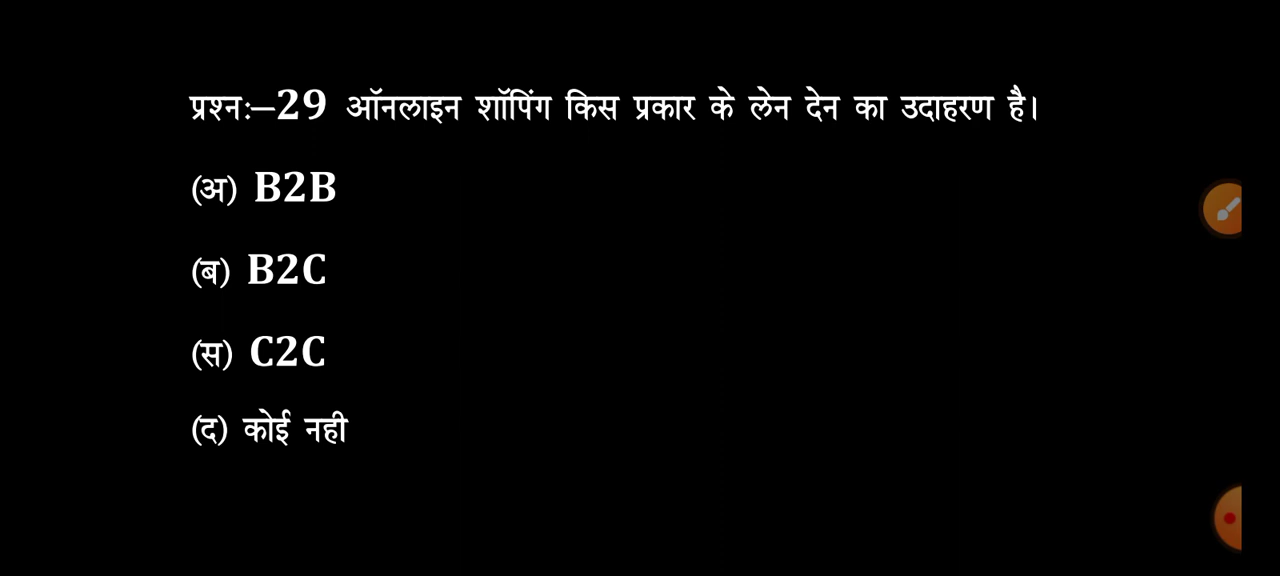 प्रश्नः–29 ऑनलाइन शॉपिंग किस प्रकार के लेन देन का उदाहरण है।
(अ) B2B
(ब) B2C
(स) C2C
(द) कोई नही